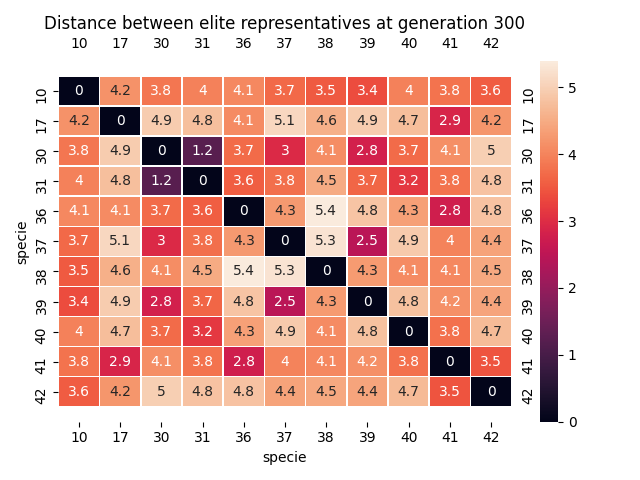 Distance between elite representatives at generation 300
10 17 30 31 36 37 38 39 40 41 42
10 0 4.2 3.8 4 4.1 3.7 3.5 3.4 4 3.8 3.6 10
17 4.2 0 4.9 4.8 4.1 5.1 4.6 4.9 4.7 2.9 4.2 17
30 3.8 4.9 0 1.2 3.7 3 4.1 2.8 3.7 4.1 5 30
31 4 4.8 1.2 0 3.6 3.8 4.5 3.7 3.2 3.8 4.8 31
36 4.1 4.1 3.7 3.6 0 4.3 5.4 4.8 4.3 2.8 4.8 36
37 3.7 5.1 3 3.8 4.3 0 5.3 2.5 4.9 4 4.4 37
38 3.5 4.6 4.1 4.5 5.4 5.3 0 4.3 4.1 4.1 4.5 38
39 3.4 4.9 2.8 3.7 4.8 2.5 4.3 0 4.8 4.2 4.4 39
40 4 4.7 3.7 3.2 4.3 4.9 4.1 4.8 0 3.8 4.7 40
41 3.8 2.9 4.1 3.8 2.8 4 4.1 4.2 3.8 0 3.5 41
42 3.6 4.2 5 4.8 4.8 4.4 4.5 4.4 4.7 3.5 0 42
10 17 30 31 36 37 38 39 40 41 42
specie
specie
5
4
3
2
1
0